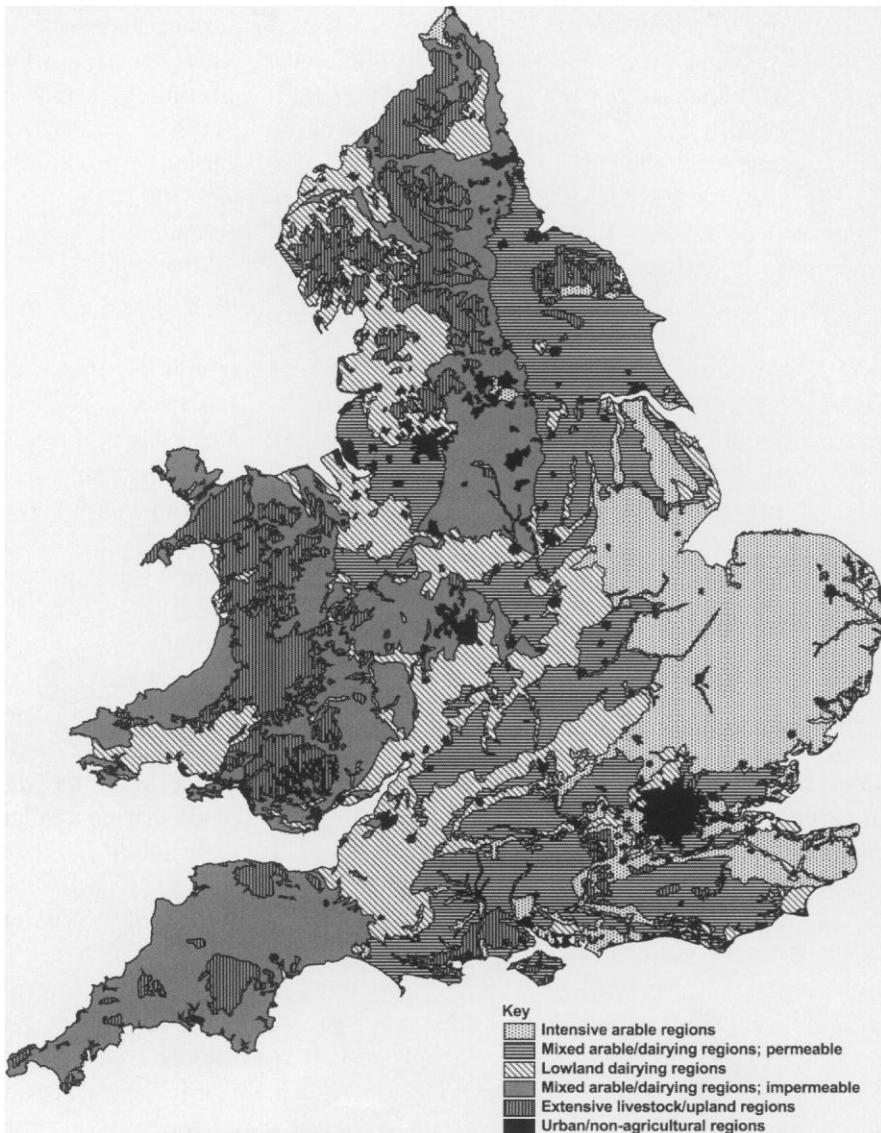 Key
Intensive arable regions
Mixed arable/dairying regions; permeable
Lowland dairying regions
Mixed arable/dairying regions; impermeable
Extensive livestock/upland regions
Urban/non-agricultural regions